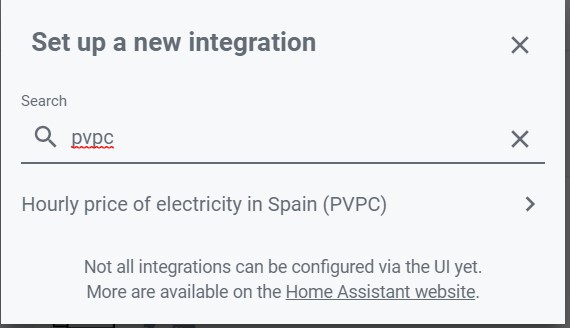 Set up a new integration
Search
pvpc
Hourly price of electricity in Spain (PVPC)
Not all integrations can be configured via the UI yet.
More are available on the Home Assistant website.